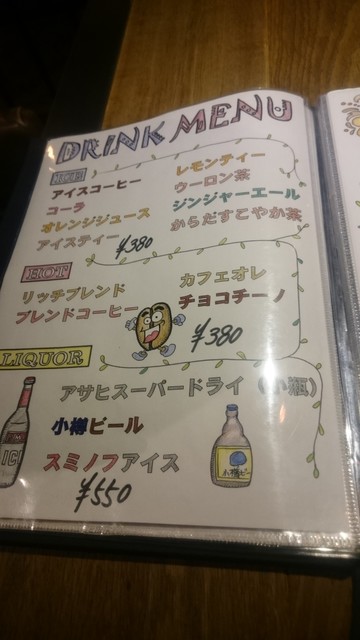 DRINK MENU
アイスコーヒー
コーラ
オレンジジュース
アイスティー
レモンティー
ウーロン茶
ジンジャーエール
からだすこやか茶
¥380
HOT
リッチブレンド
ブレンドコーヒー
カフェオレ
チョコチーノ
¥380
LIQUOR
アサヒスーパードライ(小瓶)
小樽ビール
スミノフアイス
¥550